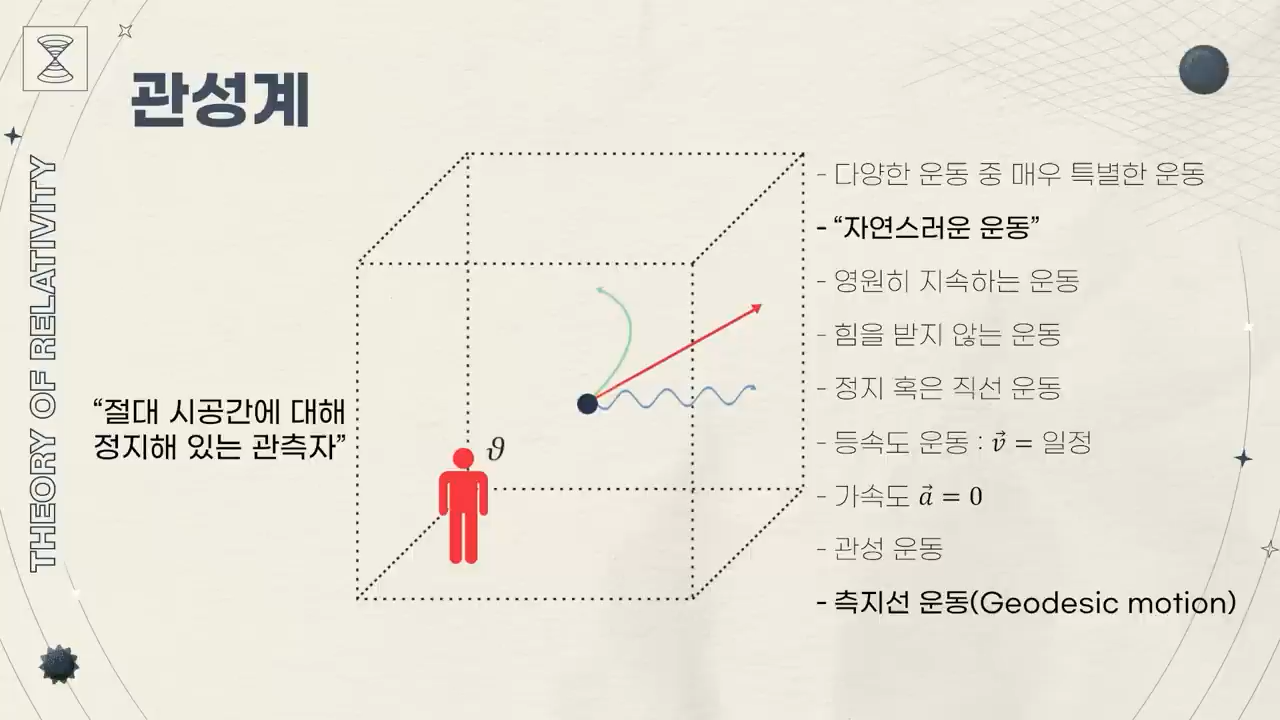 관성계
THEORY OF RELATIVITY
“절대 시공간에 대해
정지해 있는 관측자”
𝜗
- 다양한 운동 중 매우 특별한 운동
- “자연스러운 운동”
- 영원히 지속하는 운동
- 힘을 받지 않는 운동
- 정지 혹은 직선 운동
- 등속도 운동 : v⃗ = 일정
- 가속도 a⃗ = 0
- 관성 운동
- 측지선 운동(Geodesic motion)